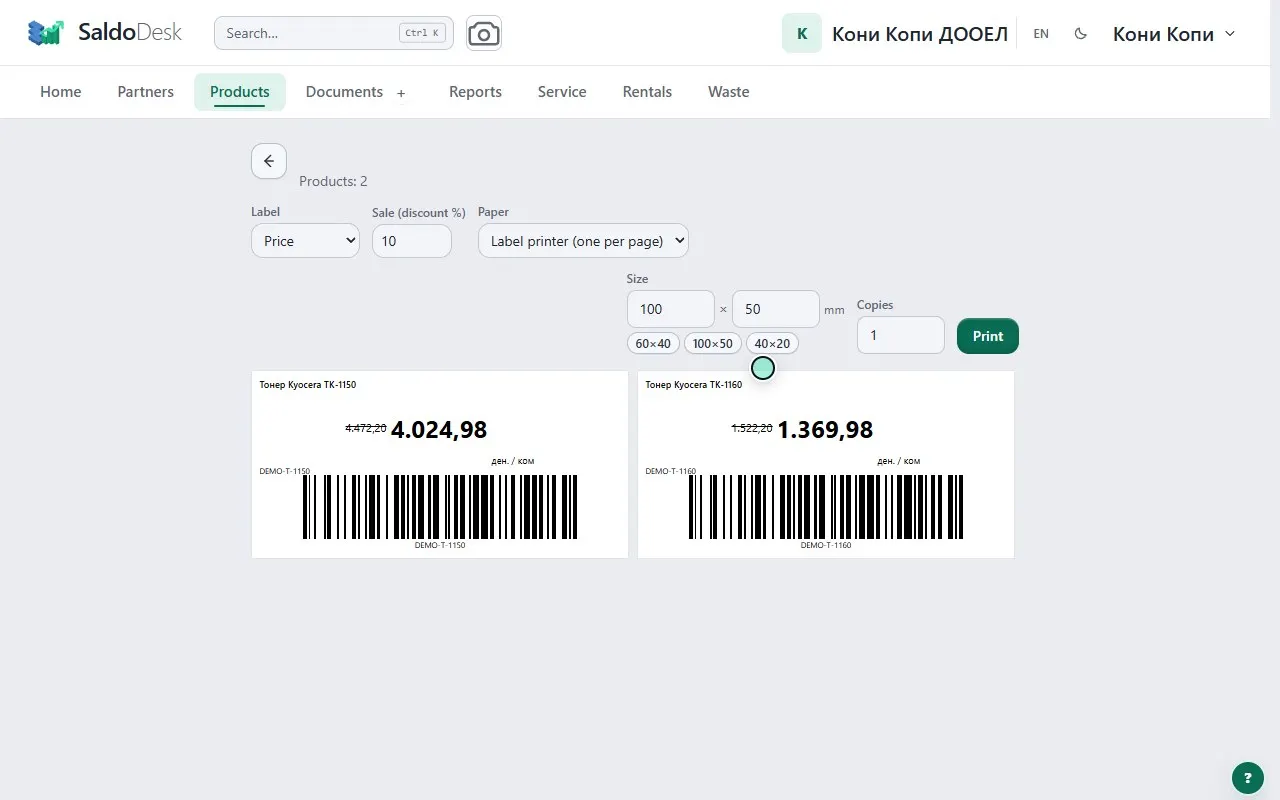 SaldoDesk
Search...
Ctrl K
K
Кони Копи ДООЕЛ
EN
Кони Копи
Home
Partners
Products
Documents +
Reports
Service
Rentals
Waste
Products: 2
Label
Sale (discount %)
Paper
Price
10
Label printer (one per page)
Size
100 × 50 mm
60×40
100×50
40×20
Copies
1
Print
Тонер Kyocera TK-1150
4.472,20 4.024,98
ден. / ком
DEMO-T-1150
DEMO-T-1150
Тонер Kyocera TK-1160
1.522,20 1.369,98
ден. / ком
DEMO-T-1160
DEMO-T-1160
?